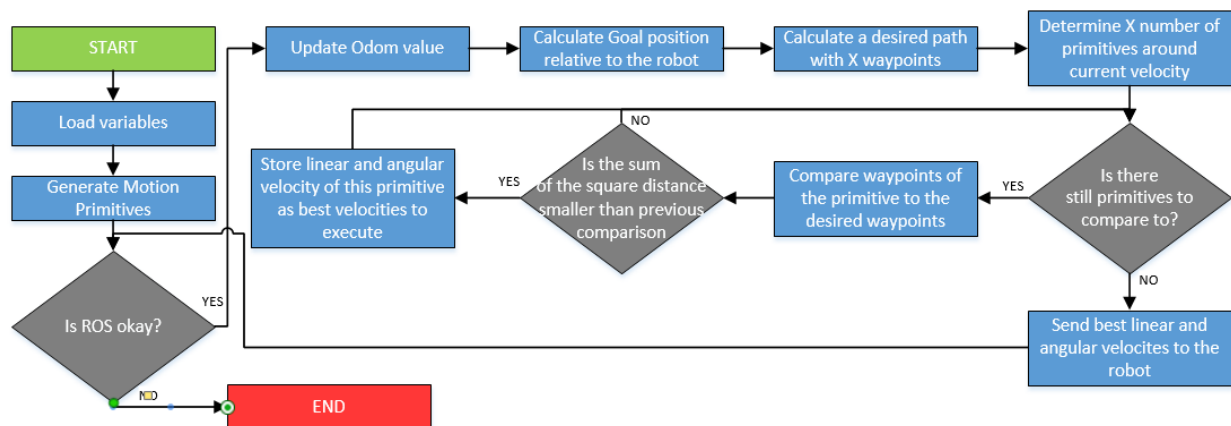 START
Load variables
Generate Motion
Primitives
Is ROS okay?
YES
NO
END
Update Odom value
Calculate Goal position
relative to the robot
Calculate a desired path
with X waypoints
Determine X number of
primitives around
current velocity
Is there
still primitives to
compare to?
YES
NO
Compare waypoints of
the primitive to the
desired waypoints
Is the sum
of the square distance
smaller than previous
comparison
NO
YES
Store linear and angular
velocity of this primitive
as best velocities to
execute
Send best linear and
angular velocites to the
robot